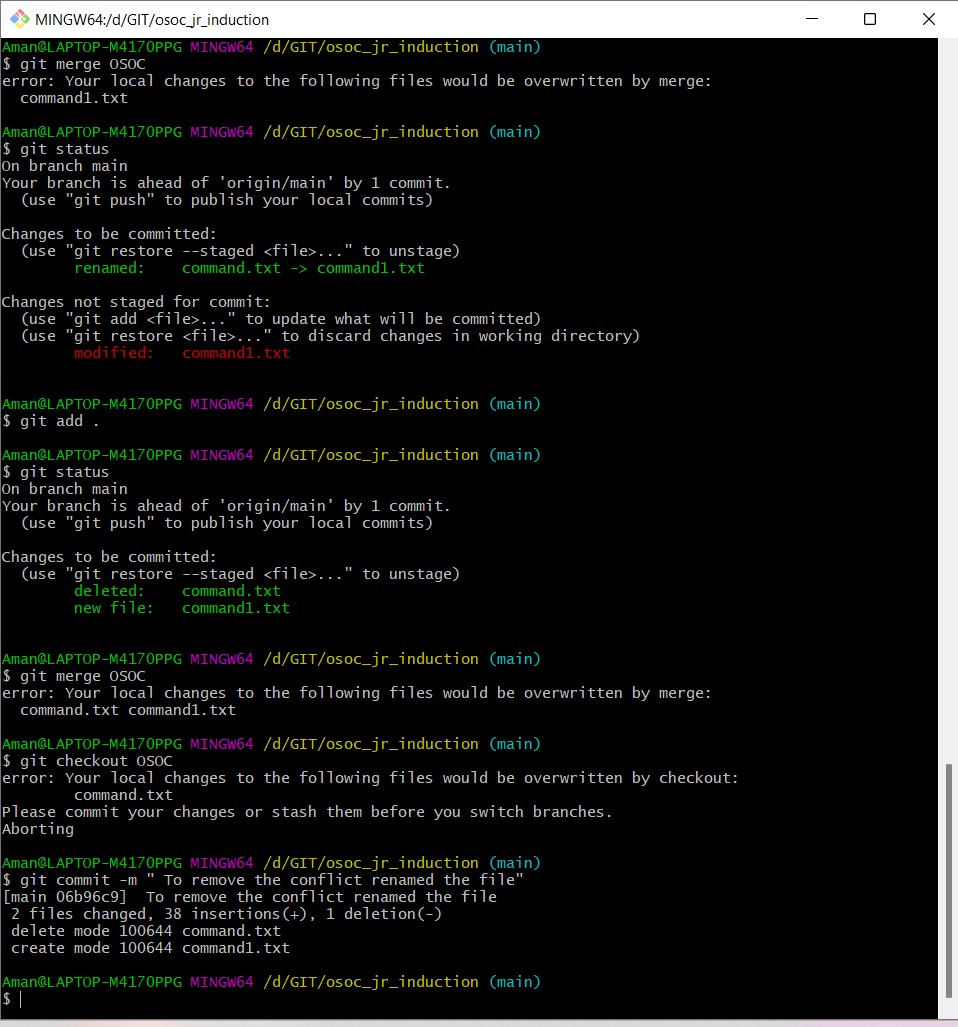 MINGW64:/d/GIT/osoc_jr_induction
Aman@LAPTOP-M4170PPG MINGW64 /d/GIT/osoc_jr_induction (main)
$ git merge OSOC
error: Your local changes to the following files would be overwritten by merge:
  command1.txt

Aman@LAPTOP-M4170PPG MINGW64 /d/GIT/osoc_jr_induction (main)
$ git status
On branch main
Your branch is ahead of 'origin/main' by 1 commit.
  (use "git push" to publish your local commits)

Changes to be committed:
  (use "git restore --staged <file>..." to unstage)
        renamed:    command.txt -> command1.txt

Changes not staged for commit:
  (use "git add <file>..." to update what will be committed)
  (use "git restore <file>..." to discard changes in working directory)
        modified:   command1.txt


Aman@LAPTOP-M4170PPG MINGW64 /d/GIT/osoc_jr_induction (main)
$ git add .

Aman@LAPTOP-M4170PPG MINGW64 /d/GIT/osoc_jr_induction (main)
$ git status
On branch main
Your branch is ahead of 'origin/main' by 1 commit.
  (use "git push" to publish your local commits)

Changes to be committed:
  (use "git restore --staged <file>..." to unstage)
        deleted:    command.txt
        new file:   command1.txt


Aman@LAPTOP-M4170PPG MINGW64 /d/GIT/osoc_jr_induction (main)
$ git merge OSOC
error: Your local changes to the following files would be overwritten by merge:
  command.txt command1.txt

Aman@LAPTOP-M4170PPG MINGW64 /d/GIT/osoc_jr_induction (main)
$ git checkout OSOC
error: Your local changes to the following files would be overwritten by checkout:
        command.txt
Please commit your changes or stash them before you switch branches.
Aborting

Aman@LAPTOP-M4170PPG MINGW64 /d/GIT/osoc_jr_induction (main)
$ git commit -m " To remove the conflict renamed the file"
[main 06b96c9]  To remove the conflict renamed the file
 2 files changed, 38 insertions(+), 1 deletion(-)
 delete mode 100644 command.txt
 create mode 100644 command1.txt

Aman@LAPTOP-M4170PPG MINGW64 /d/GIT/osoc_jr_induction (main)
$